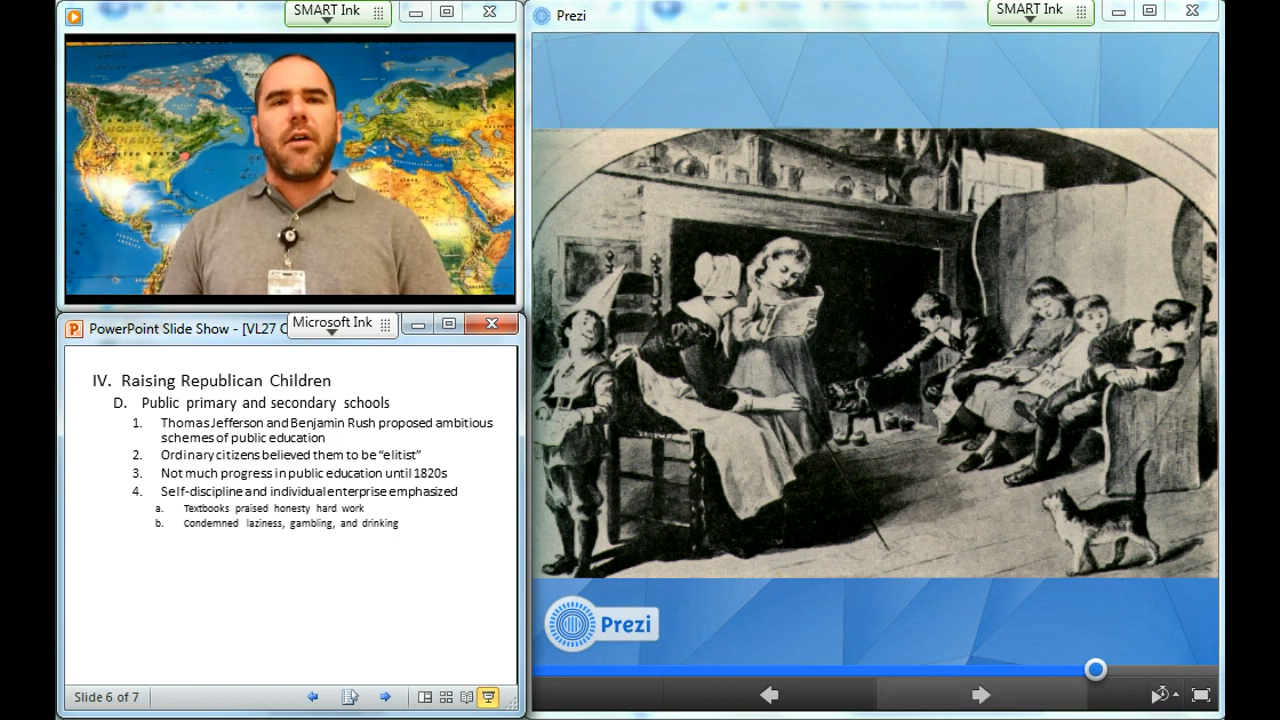 SMART Ink
Prezi
SMART Ink
UNITED STATES
EUROPE
PowerPoint Slide Show - [VL27 C
Microsoft Ink
IV. Raising Republican Children
D. Public primary and secondary schools
1. Thomas Jefferson and Benjamin Rush proposed ambitious
schemes of public education
2. Ordinary citizens believed them to be “elitist”
3. Not much progress in public education until 1820s
4. Self-discipline and individual enterprise emphasized
a. Textbooks praised honesty hard work
b. Condemned laziness, gambling, and drinking
Slide 6 of 7
Prezi